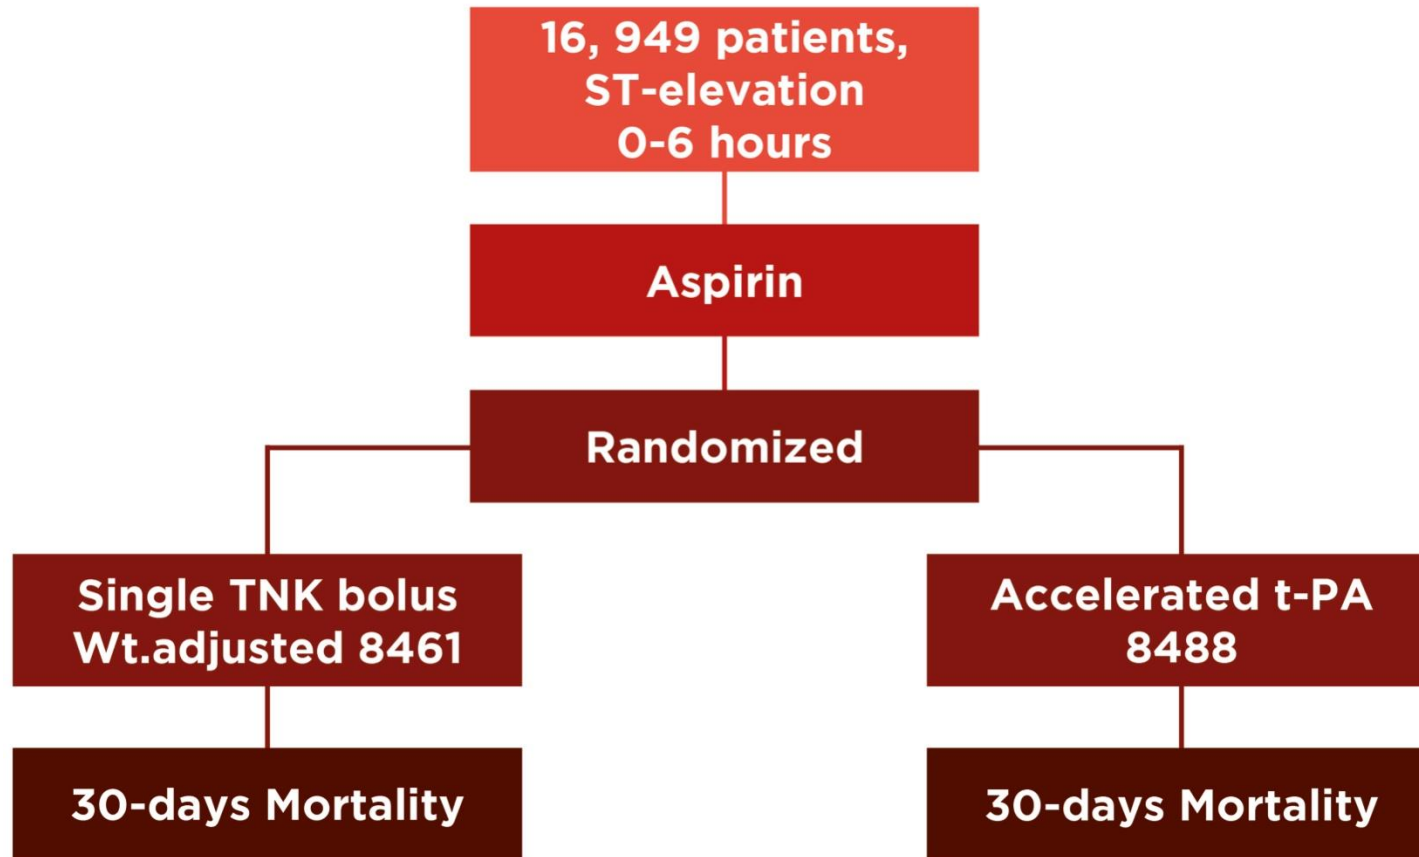 16, 949 patients,
ST-elevation
0-6 hours
Aspirin
Randomized
Single TNK bolus
Wt.adjusted 8461
Accelerated t-PA
8488
30-days Mortality
30-days Mortality